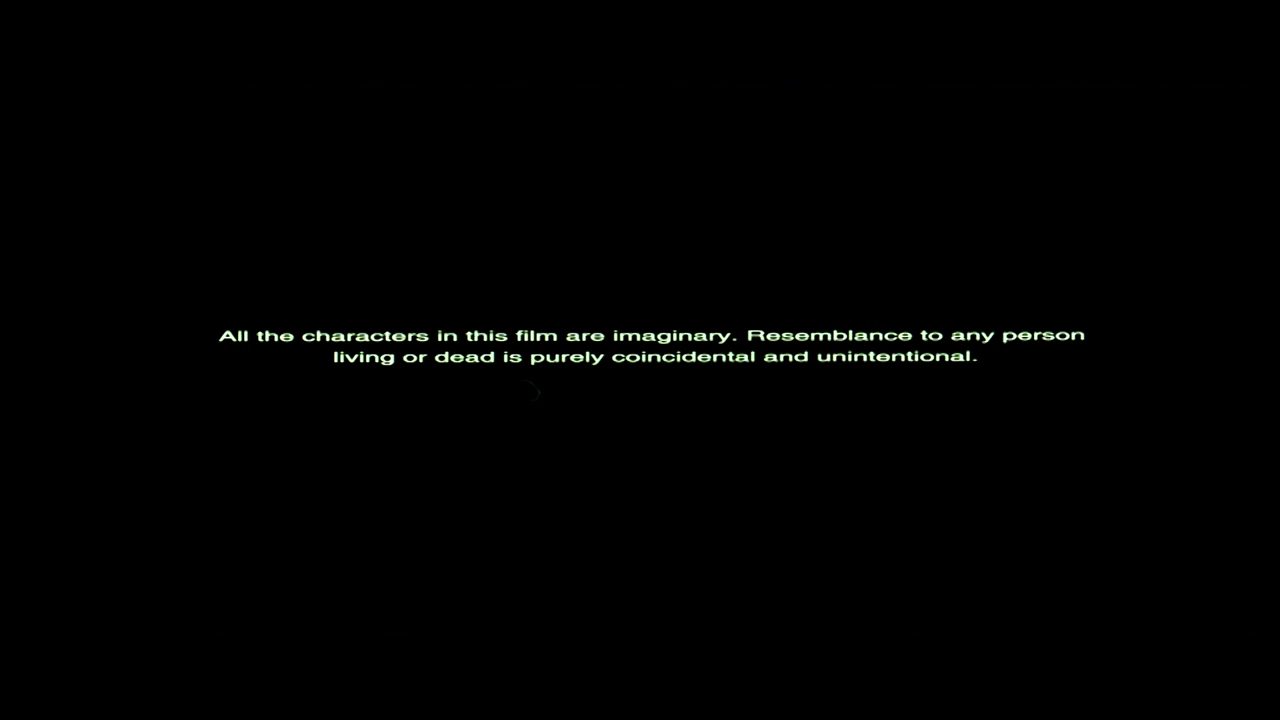 All the characters in this film are imaginary. Resemblance to any person
living or dead is purely coincidental and unintentional.